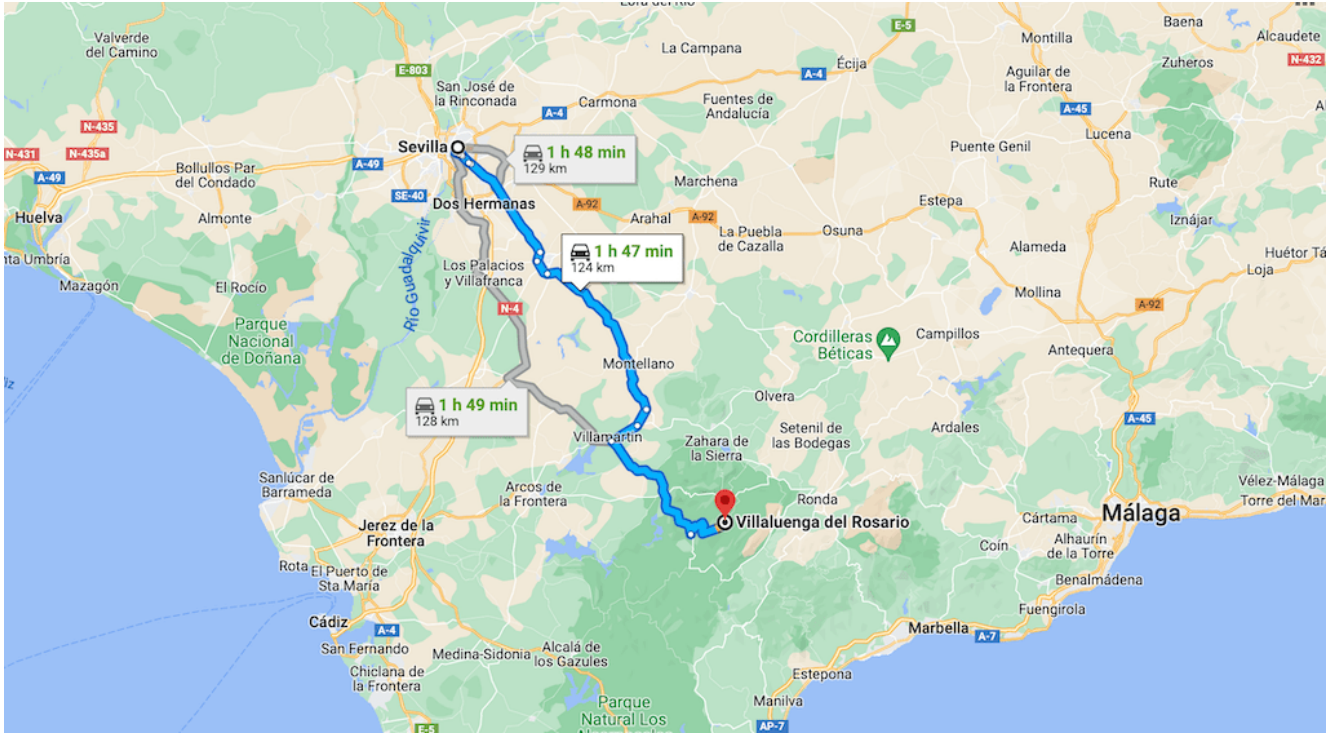 Valverde
del Camino
E-803
San José de
la Rinconada
La Campana
E-5
Écija
A-4
Baena
Montilla
Alcaudete
Zuheros
N-432
Aguilar de
la Frontera
A-45
Lucena
N-435
N-431
N-435a
A-49
A-4
Carmona
Fuentes de
Andalucía
Sevilla
1 h 48 min
129 km
A-49
Bollullos Par
del Condado
SE-40
Puente Genil
Marchena
Rute
Huelva
Almonte
Dos Hermanas
A-92
Arahal
A-92
Estepa
Iznájar
La Puebla
de Cazalla
Osuna
Alameda
Huétor Tá
Loja
nta Umbría
Mazagón
El Rocío
Río Guadalquivir
Los Palacios
y Villafranca
1 h 47 min
124 km
Mollina
A-92
N-4
Parque
Nacional
de Doñana
Cordilleras
Béticas
Campillos
Antequera
Montellano
1 h 49 min
128 km
Olvera
A-45
Villamartín
Zahara de
la Sierra
Setenil de
las Bodegas
Ardales
Sanlúcar de
Barrameda
Arcos de
la Frontera
Ronda
Vélez-Málaga
Torre del Mar
Villaluenga del Rosario
Cártama
Málaga
Jerez de la
Frontera
Coín
Alhaurín
de la Torre
Rota
El Puerto de
Sta María
Benalmádena
Fuengirola
Cádiz
A-4
Marbella
A-7
San Fernando
Medina-Sidonia
Alcalá de
los Gazules
Chiclana de
la Frontera
Estepona
Manilva
Parque
Natural Los
E-5
AP-7